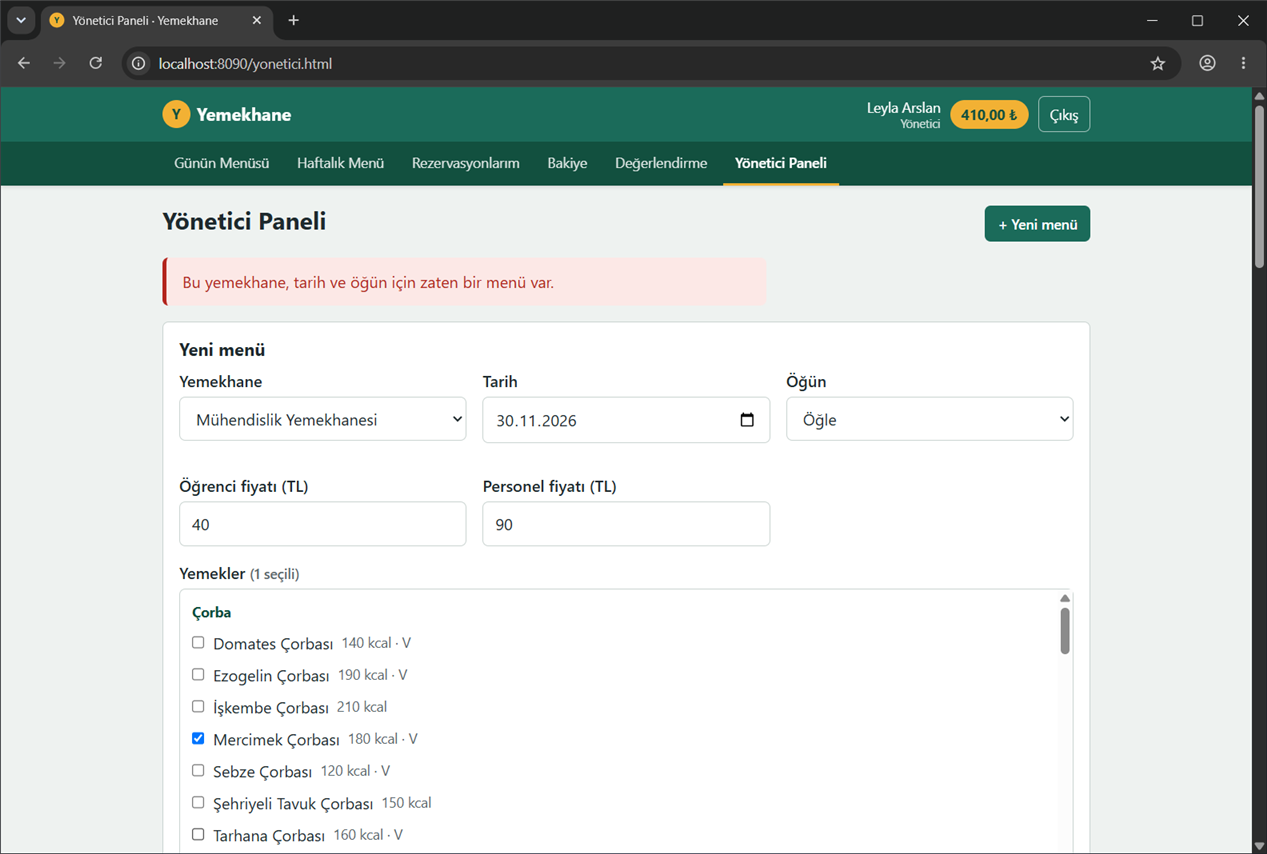 Yönetici Paneli - Yemekhane
localhost:8090/yonetici.html
Y Yemekhane
Leyla Arslan
Yönetici
410,00 ₺
Çıkış
Günün Menüsü Haftalık Menü Rezervasyonlarım Bakiye Değerlendirme Yönetici Paneli
Yönetici Paneli
+ Yeni menü
Bu yemekhane, tarih ve öğün için zaten bir menü var.
Yeni menü
Yemekhane Tarih Öğün
Mühendislik Yemekhanesi 30.11.2026 Öğle
Öğrenci fiyatı (TL) Personel fiyatı (TL)
40 90
Yemekler (1 seçili)
Çorba
Domates Çorbası 140 kcal · V
Ezogelin Çorbası 190 kcal · V
İşkembe Çorbası 210 kcal
Mercimek Çorbası 180 kcal · V
Sebze Çorbası 120 kcal · V
Şehriyeli Tavuk Çorbası 150 kcal
Tarhana Çorbası 160 kcal · V